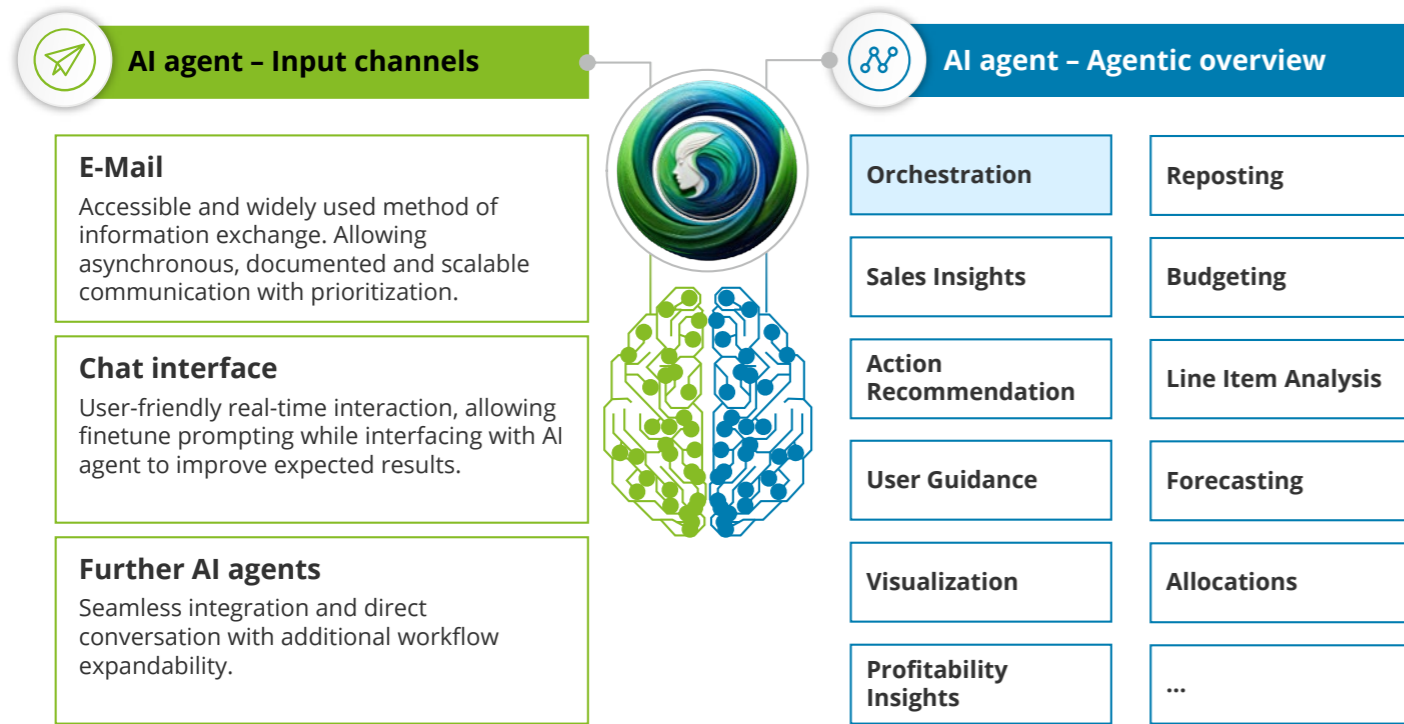 AI agent – Input channels
E-Mail
Accessible and widely used method of
information exchange. Allowing
asynchronous, documented and scalable
communication with prioritization.
Chat interface
User-friendly real-time interaction, allowing
finetune prompting while interfacing with AI
agent to improve expected results.
Further AI agents
Seamless integration and direct
conversation with additional workflow
expandability.
AI agent – Agentic overview
Orchestration
Reposting
Sales Insights
Budgeting
Action
Recommendation
Line Item Analysis
User Guidance
Forecasting
Visualization
Allocations
Profitability
Insights
...